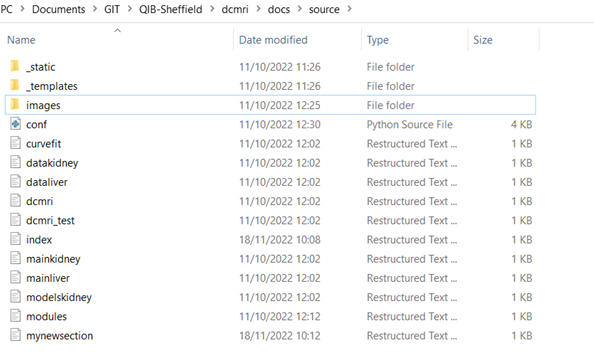 PC > Documents > GIT > QIB-Sheffield > dcmri > docs > source >
Name Date modified Type Size
_static 11/10/2022 11:26 File folder
_templates 11/10/2022 11:26 File folder
images 11/10/2022 12:25 File folder
conf 11/10/2022 12:30 Python Source File 4 KB
curvefit 11/10/2022 12:02 Restructured Text ... 1 KB
datakidney 11/10/2022 12:02 Restructured Text ... 1 KB
dataliver 11/10/2022 12:02 Restructured Text ... 1 KB
dcmri 11/10/2022 12:02 Restructured Text ... 1 KB
dcmri_test 11/10/2022 12:02 Restructured Text ... 1 KB
index 18/11/2022 10:08 Restructured Text ... 1 KB
mainkidney 11/10/2022 12:02 Restructured Text ... 1 KB
mainliver 11/10/2022 12:02 Restructured Text ... 1 KB
modelskidney 11/10/2022 12:02 Restructured Text ... 1 KB
modules 11/10/2022 12:12 Restructured Text ... 1 KB
mynewsection 18/11/2022 10:12 Restructured Text ... 1 KB